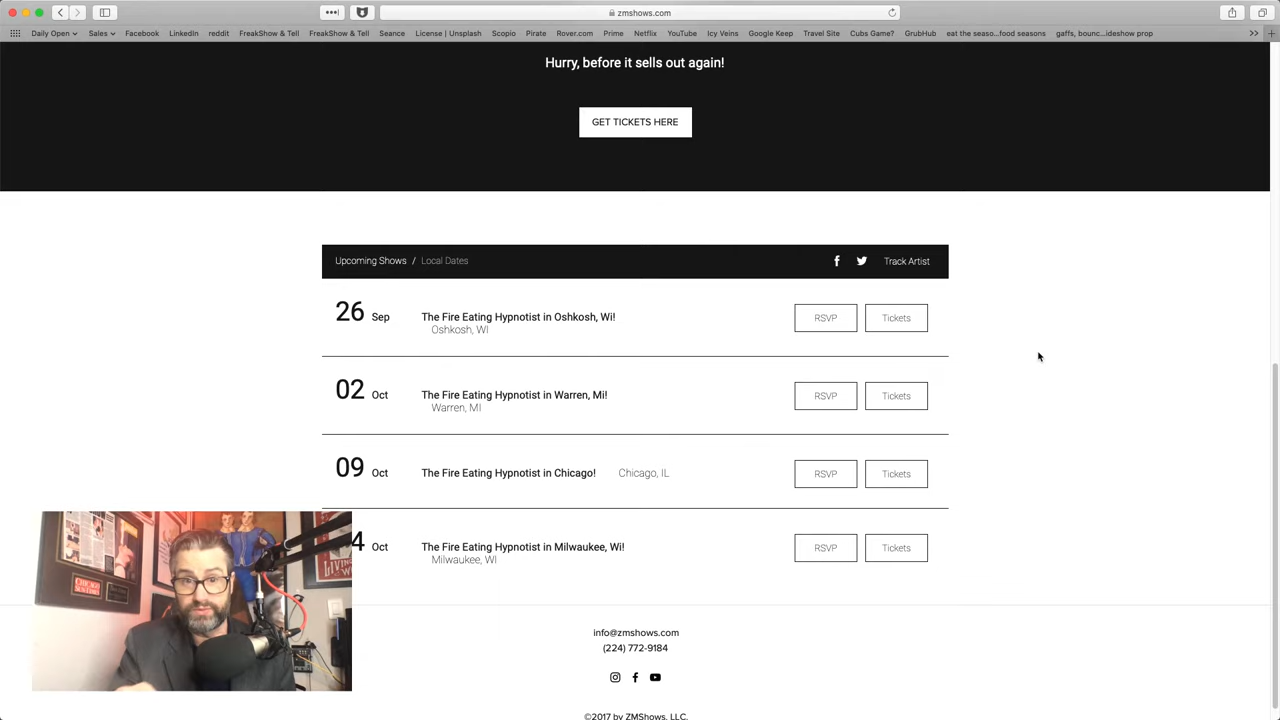 zmshows.com
Daily Open Sales Facebook LinkedIn reddit FreakShow & Tell FreakShow & Tell Seance License | Unsplash Scopio Pirate Rover.com Prime Netflix YouTube Icy Veins Google Keep Travel Site Cubs Game? GrubHub eat the seaso...food seasons gaffs, bounc...ideshow prop
Hurry, before it sells out again!
GET TICKETS HERE
Upcoming Shows / Local Dates Track Artist
26 Sep The Fire Eating Hypnotist in Oshkosh, Wi! RSVP Tickets
Oshkosh, WI
02 Oct The Fire Eating Hypnotist in Warren, Mi! RSVP Tickets
Warren, MI
09 Oct The Fire Eating Hypnotist in Chicago! Chicago, IL RSVP Tickets
4 Oct The Fire Eating Hypnotist in Milwaukee, Wi! RSVP Tickets
Milwaukee, WI
info@zmshows.com
(224) 772-9184
©2017 by ZMShows, LLC.